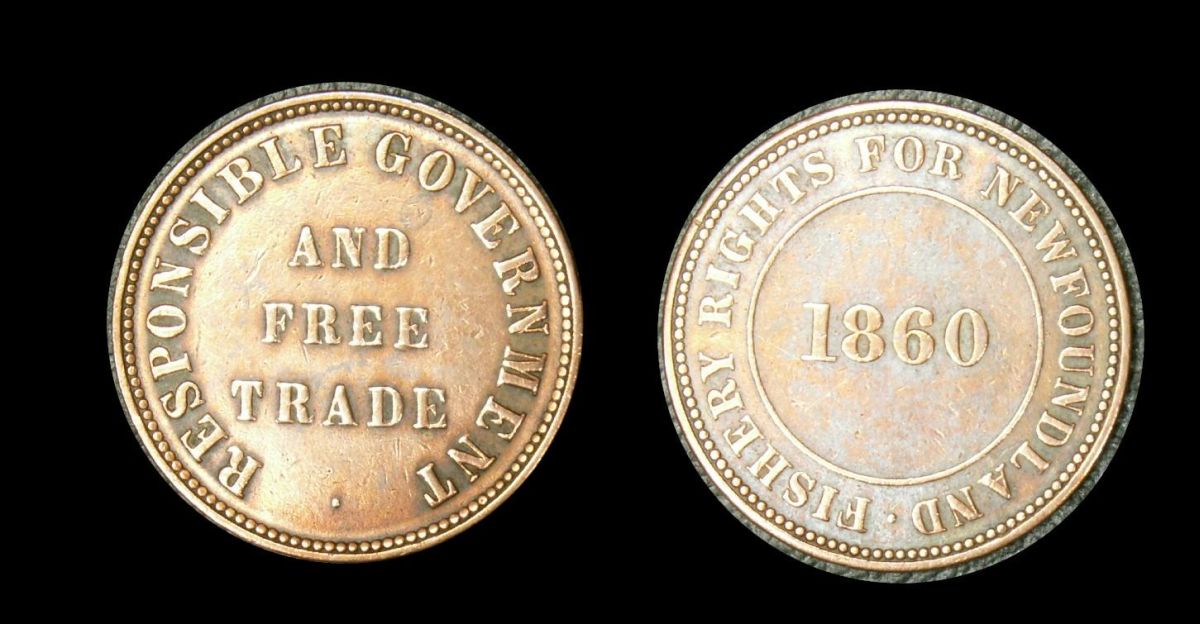 RESPONSIBLE GOVERNMENT
AND
FREE
TRADE
FISHERY RIGHTS FOR NEWFOUNDLAND ·
1860